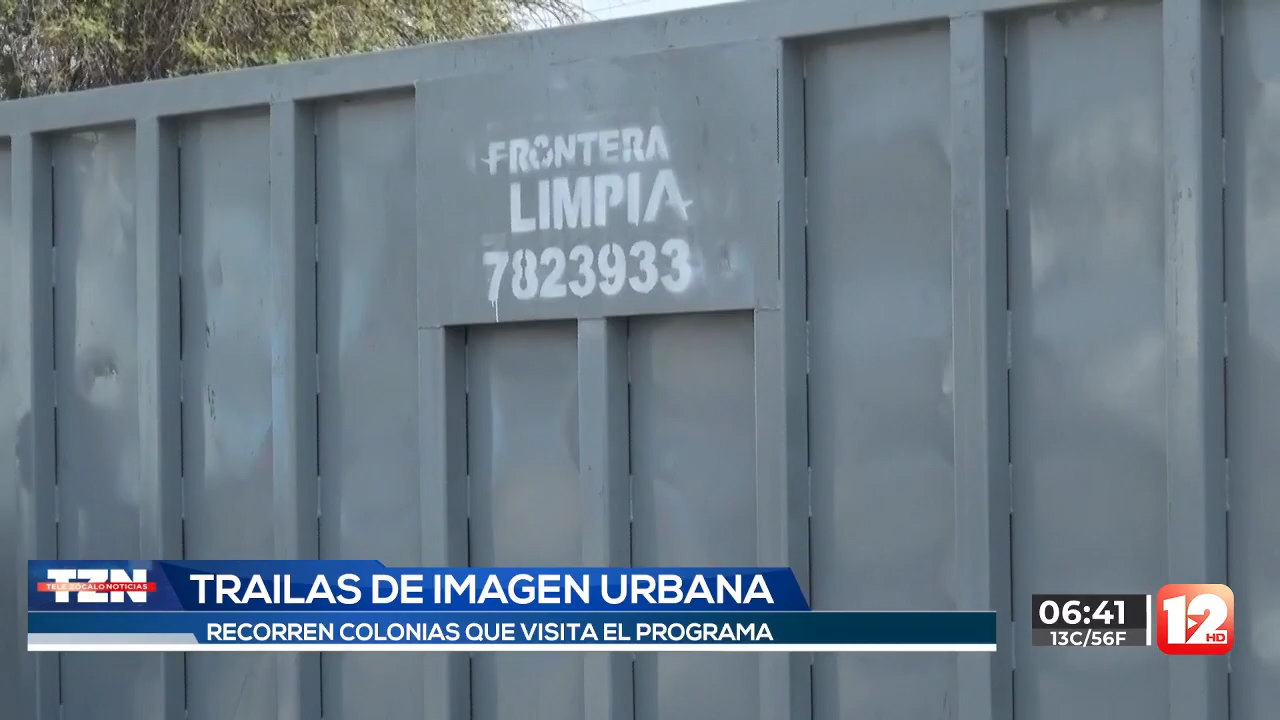 FRONTERA
LIMPIA
7823933
TZN
TELE ZÓCALO NOTICIAS
TRAILAS DE IMAGEN URBANA
RECORREN COLONIAS QUE VISITA EL PROGRAMA
06:41
13C/56F
12
HD